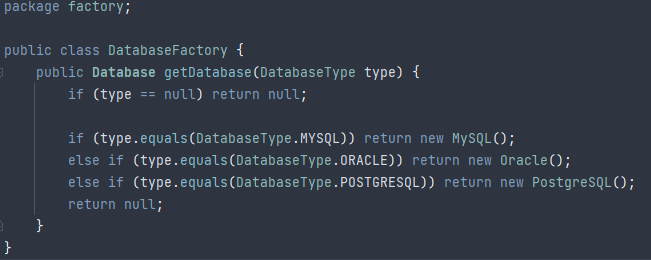 package factory;
public class DatabaseFactory {
public Database getDatabase(DatabaseType type) {
if (type == null) return null;
if (type.equals(DatabaseType.MYSQL)) return new MySQL();
else if (type.equals(DatabaseType.ORACLE)) return new Oracle();
else if (type.equals(DatabaseType.POSTGRESQL)) return new PostgreSQL();
return null;
}
}